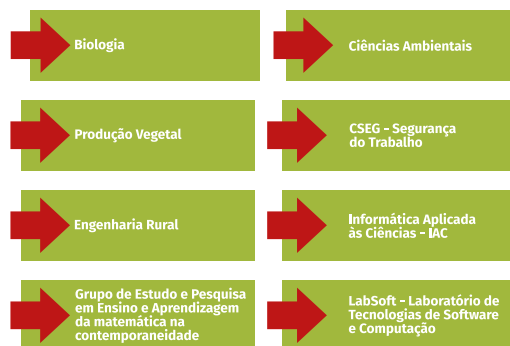 Biologia
Ciências Ambientais
Produção Vegetal
CSEG - Segurança
do Trabalho
Engenharia Rural
Informática Aplicada
às Ciências - IAC
Grupo de Estudo e Pesquisa
em Ensino e Aprendizagem
da matemática na
contemporaneidade
LabSoft - Laboratório de
Tecnologias de Software
e Computação